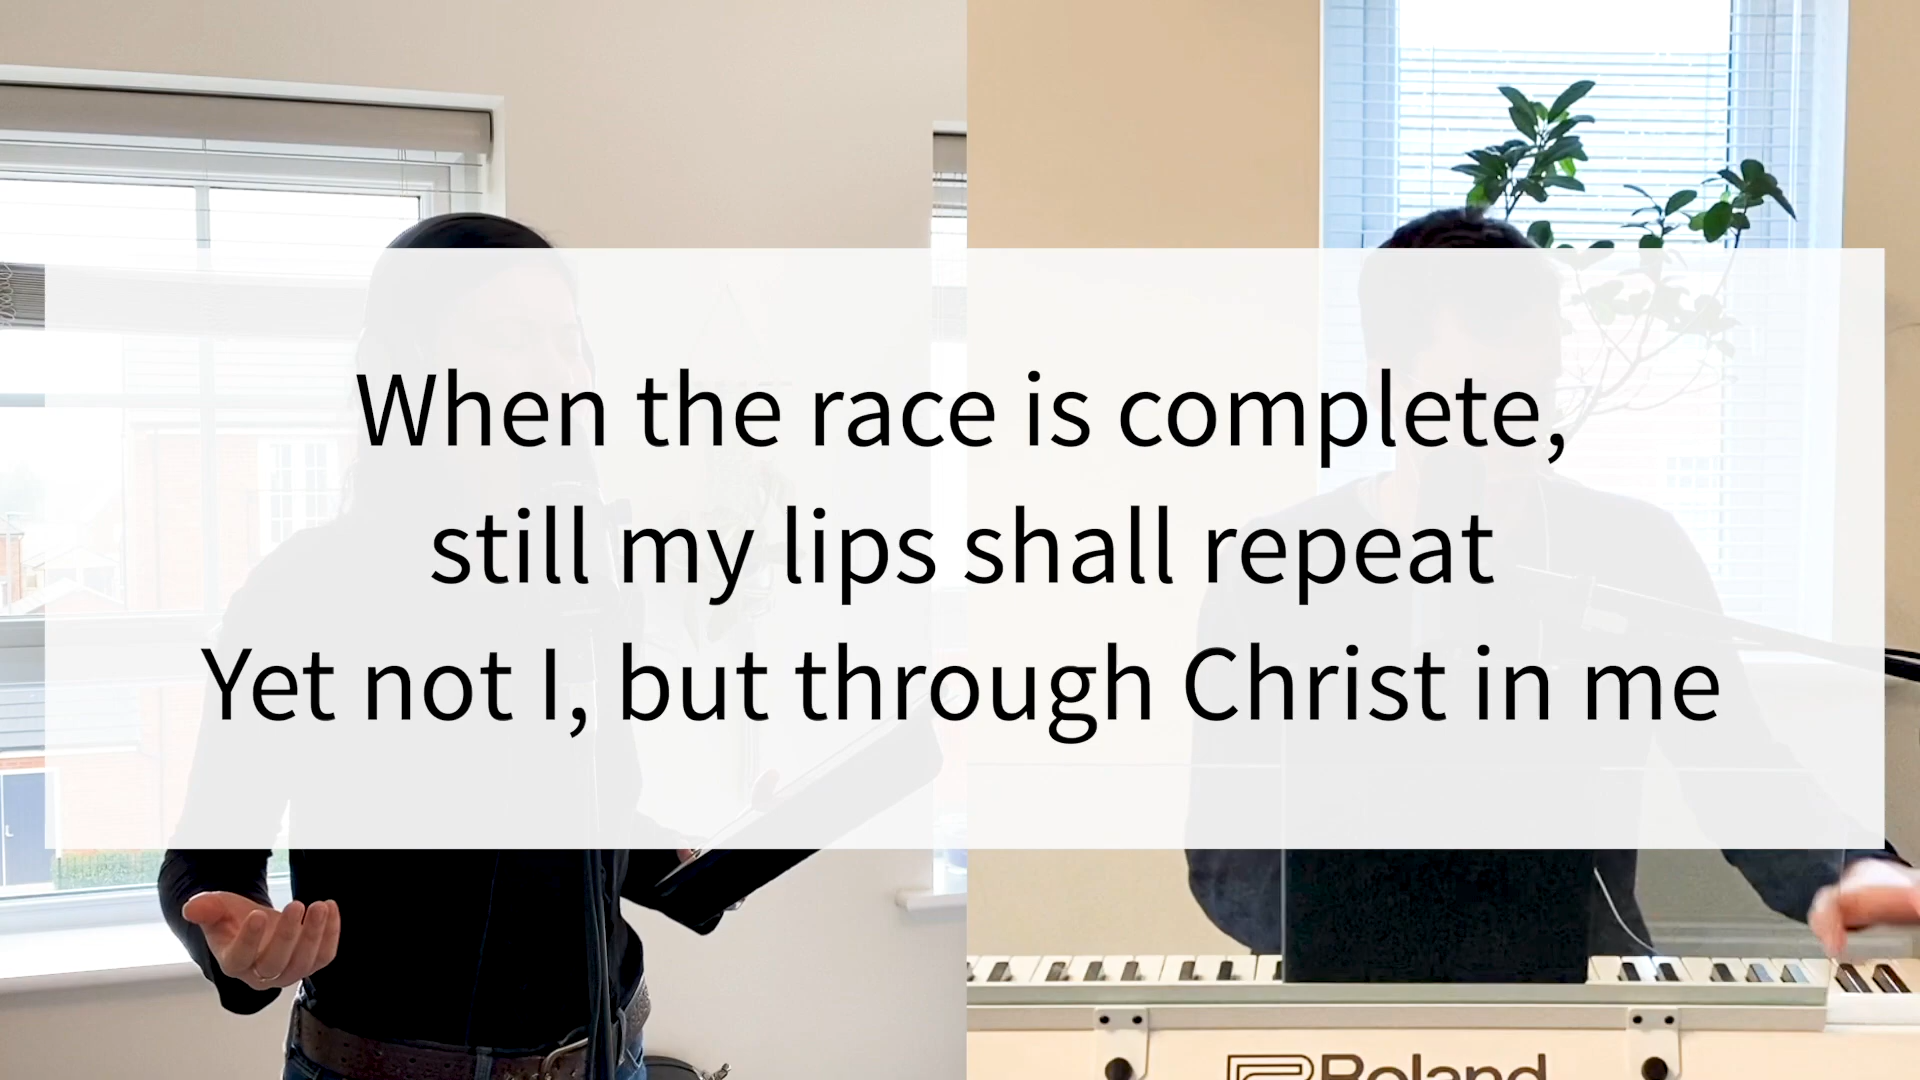 When the race is complete,
still my lips shall repeat
Yet not I, but through Christ in me
Roland